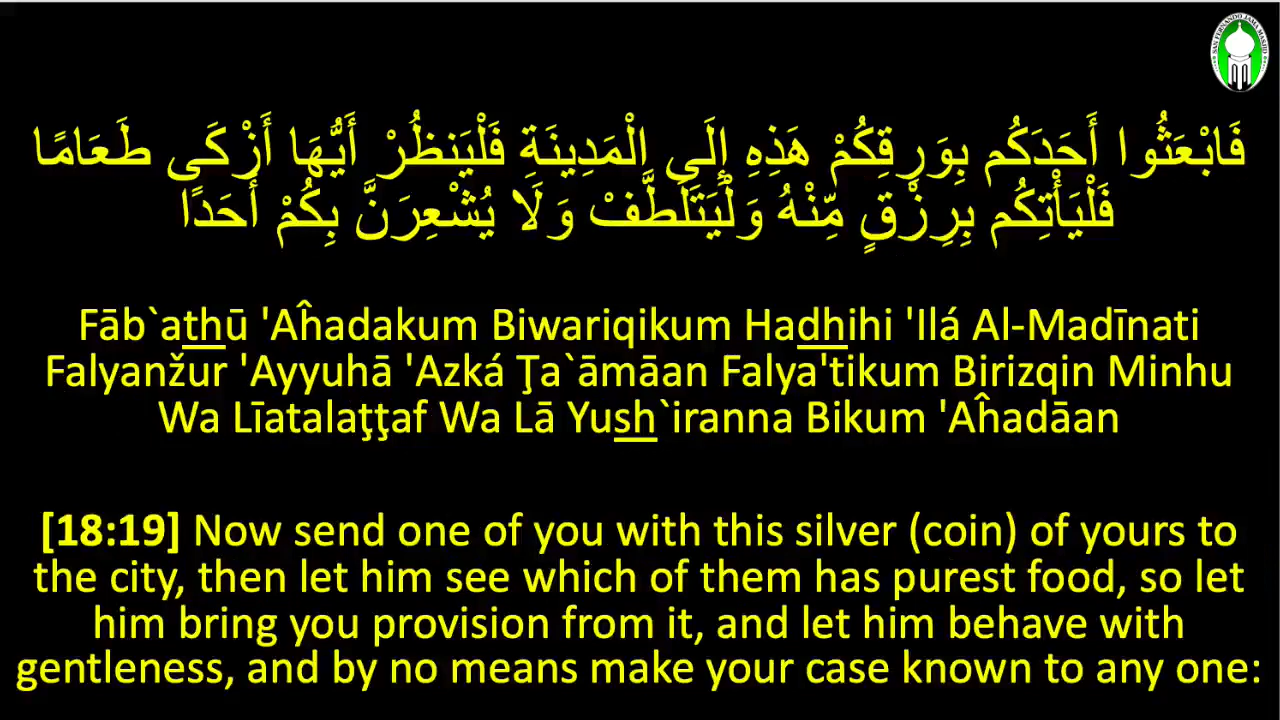 SAN FERNANDO JAMA MASJID
فَابْعَثُوا أَحَدَكُم بِوَرِقِكُمْ هَذِهِ إِلَى الْمَدِينَةِ فَلْيَنظُرْ أَيُّهَا أَزْكَى طَعَامًا
فَلْيَأْتِكُم بِرِزْقٍ مِّنْهُ وَلْيَتَلَطَّفْ وَلَا يُشْعِرَنَّ بِكُمْ أَحَدًا
Fāb`athū 'Aĥadakum Biwariqikum Hadhihi 'Ilá Al-Madīnati
Falyanžur 'Ayyuhā 'Azká Ţa`āmāan Falya'tikum Birizqin Minhu
Wa Līatalaţţaf Wa Lā Yush`iranna Bikum 'Aĥadāan
[18:19] Now send one of you with this silver (coin) of yours to
the city, then let him see which of them has purest food, so let
him bring you provision from it, and let him behave with
gentleness, and by no means make your case known to any one: